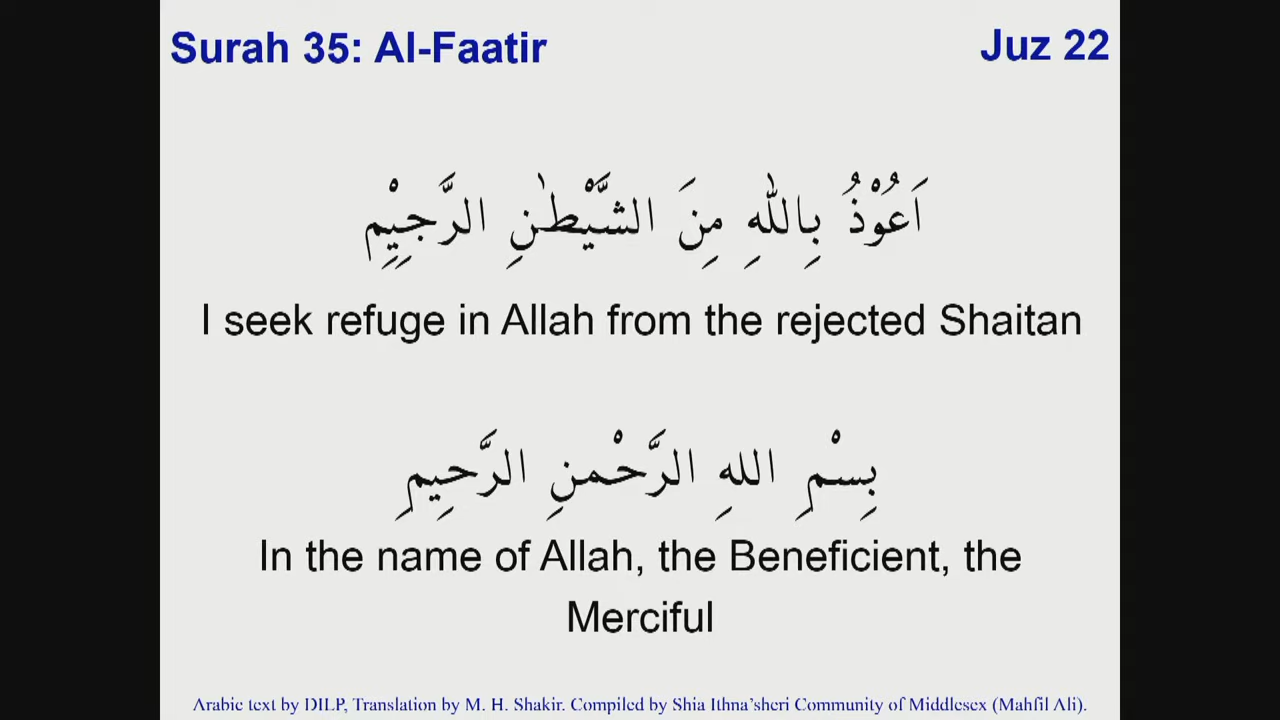 Surah 35: Al-Faatir
Juz 22
اَعُوْذُ بِاللّٰهِ مِنَ الشَّيْطٰنِ الرَّجِيْمِ
I seek refuge in Allah from the rejected Shaitan
بِسْمِ اللهِ الرَّحْمنِ الرَّحِيمِ
In the name of Allah, the Beneficient, the
Merciful
Arabic text by DILP, Translation by M. H. Shakir. Compiled by Shia Ithna'sheri Community of Middlesex (Mahfil Ali).